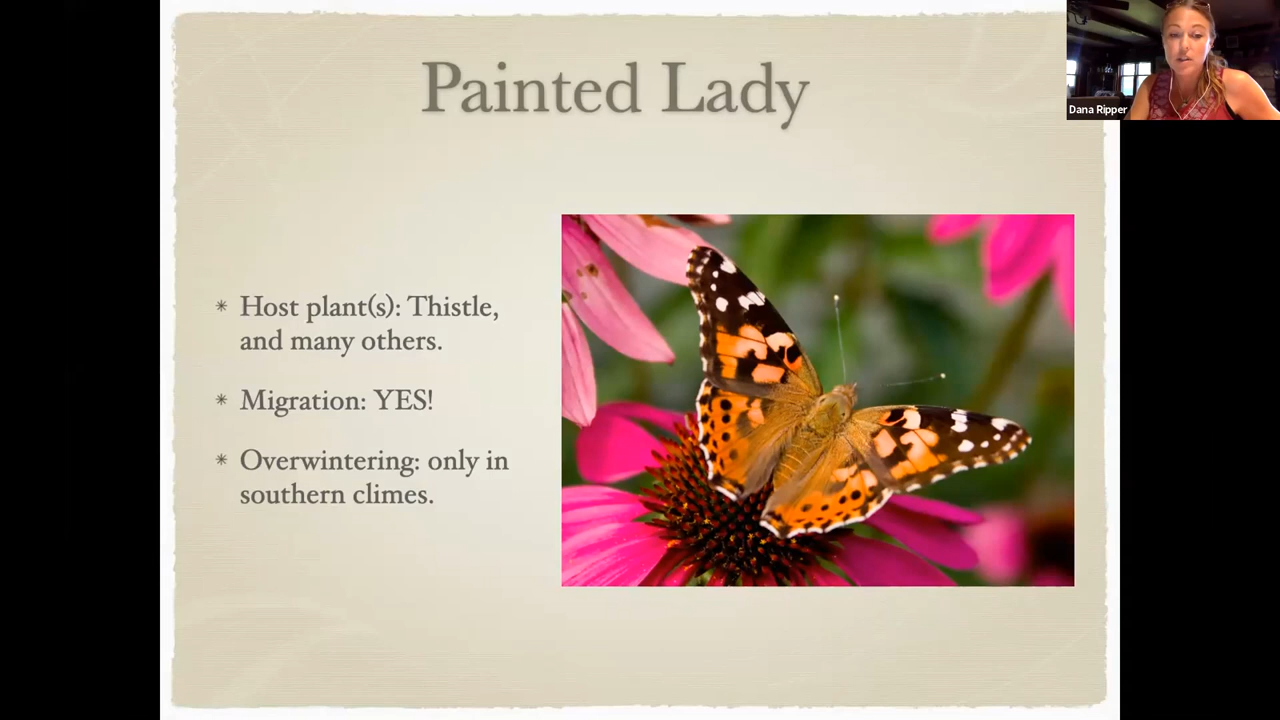 Painted Lady
Dana Ripper
* Host plant(s): Thistle,
and many others.
* Migration: YES!
* Overwintering: only in
southern climes.